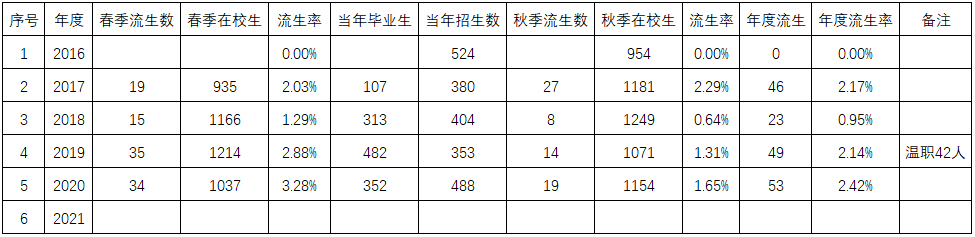 序号 年度 春季流生数 春季在校生 流生率 当年毕业生 当年招生数 秋季流生数 秋季在校生 流生率 年度流生 年度流生率 备注
1 2016 0.00% 524 954 0.00% 0 0.00%
2 2017 19 935 2.03% 107 380 27 1181 2.29% 46 2.17%
3 2018 15 1166 1.29% 313 404 8 1249 0.64% 23 0.95%
4 2019 35 1214 2.88% 482 353 14 1071 1.31% 49 2.14% 温职42人
5 2020 34 1037 3.28% 352 488 19 1154 1.65% 53 2.42%
6 2021